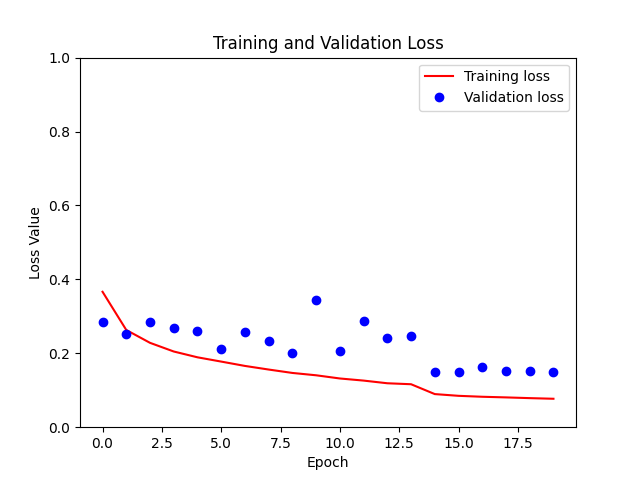 Training and Validation Loss
1.0
0.8
0.6
0.4
0.2
0.0
Loss Value
Training loss
Validation loss
0.0 2.5 5.0 7.5 10.0 12.5 15.0 17.5
Epoch